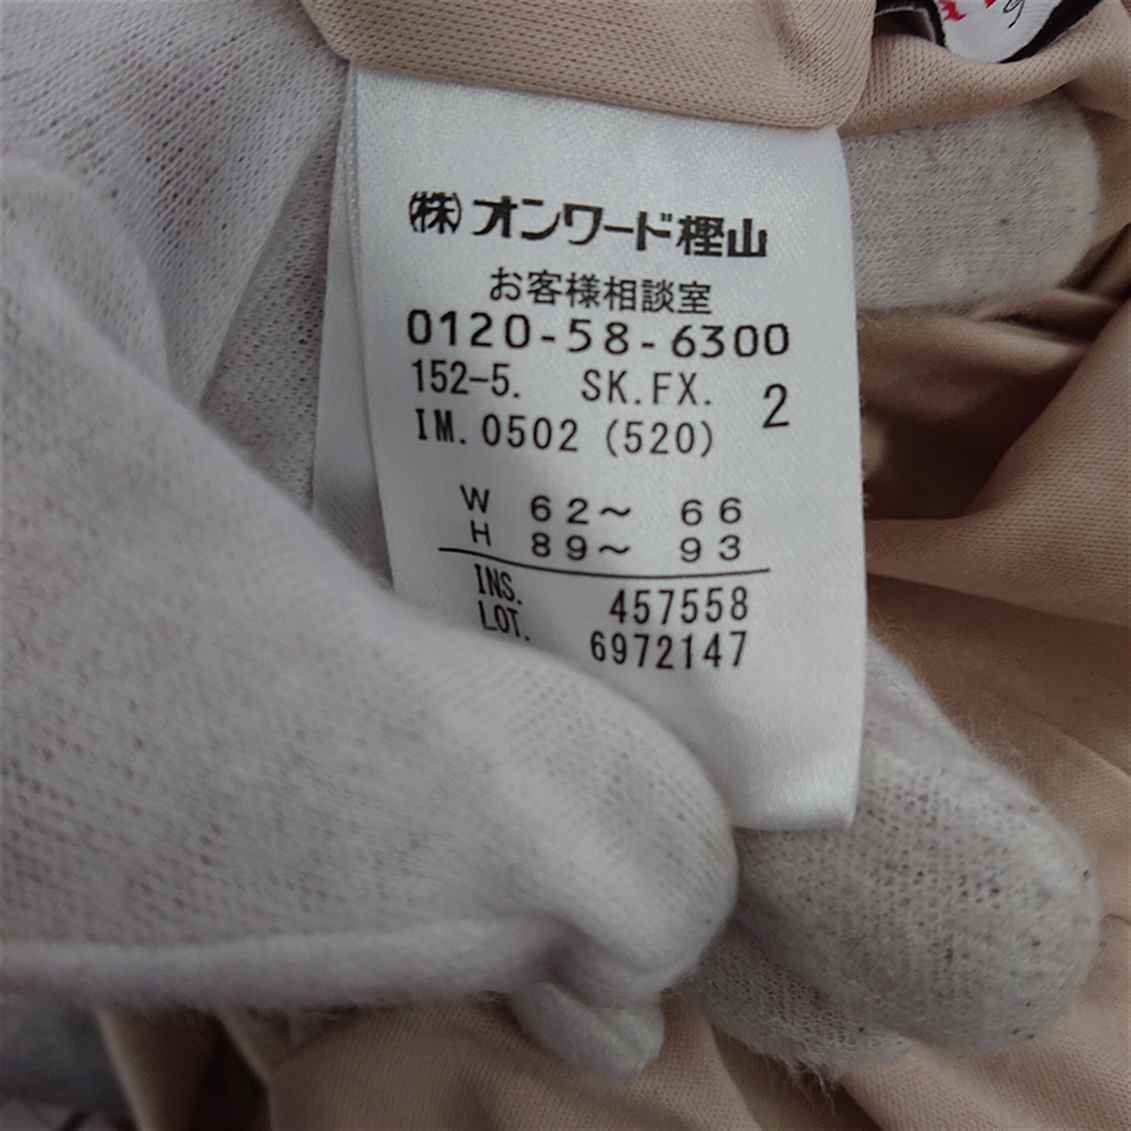 ㈱オンワード樫山
お客様相談室
0120-58-6300
152-5. SK.FX. 2
IM.0502 (520)
W 62～ 66
H 89～ 93
INS. 457558
LOT. 6972147